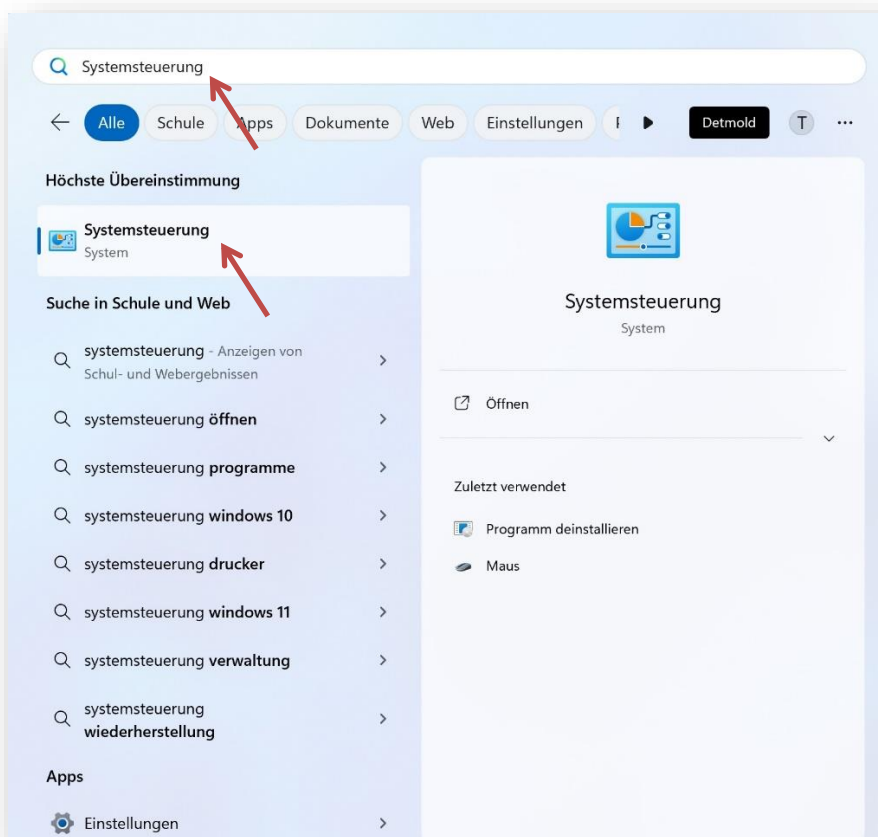 Systemsteuerung
Alle Schule Apps Dokumente Web Einstellungen Detmold T ...
Höchste Übereinstimmung
Systemsteuerung
System
Suche in Schule und Web
systemsteuerung - Anzeigen von
Schul- und Webergebnissen
systemsteuerung öffnen
systemsteuerung programme
systemsteuerung windows 10
systemsteuerung drucker
systemsteuerung windows 11
systemsteuerung verwaltung
systemsteuerung
wiederherstellung
Apps
Einstellungen
Systemsteuerung
System
Öffnen
Zuletzt verwendet
Programm deinstallieren
Maus